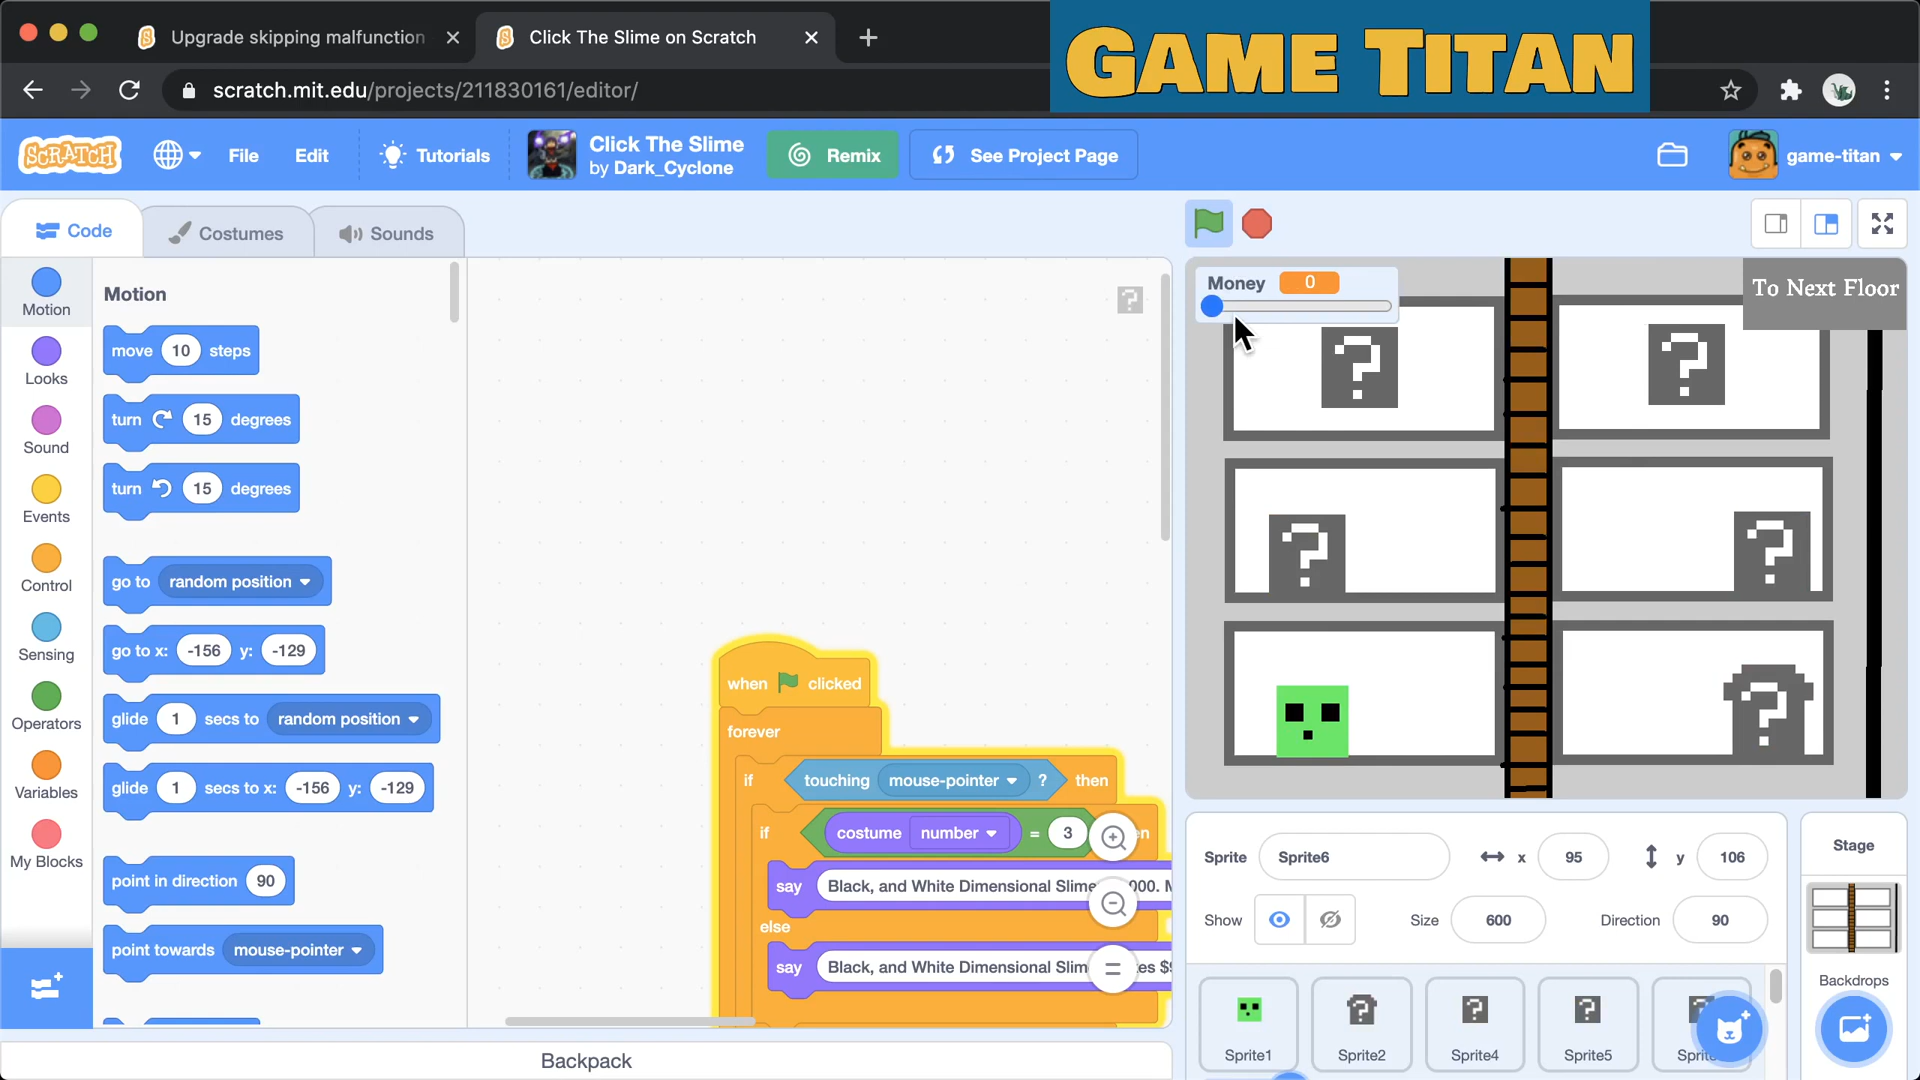 Upgrade skipping malfunction
Click The Slime on Scratch
GAME TITAN
scratch.mit.edu/projects/211830161/editor/
SCRATCH
File
Edit
Tutorials
Click The Slime
by Dark_Cyclone
Remix
See Project Page
game-titan
Code
Costumes
Sounds
Motion
Looks
Sound
Events
Control
Sensing
Operators
Variables
My Blocks
Motion
move 10 steps
turn 15 degrees
turn 15 degrees
go to random position
go to x: -156 y: -129
glide 1 secs to random position
glide 1 secs to x: -156 y: -129
point in direction 90
point towards mouse-pointer
when clicked
forever
if touching mouse-pointer ? then
if costume number = 3
say Black, and White Dimensional Slime
else
say Black, and White Dimensional Slim
Backpack
Money 0
To Next Floor
?
?
?
?
?
Sprite Sprite6 x 95 y 106
Show Size 600 Direction 90
Sprite1
Sprite2
Sprite4
Sprite5
Stage
Backdrops